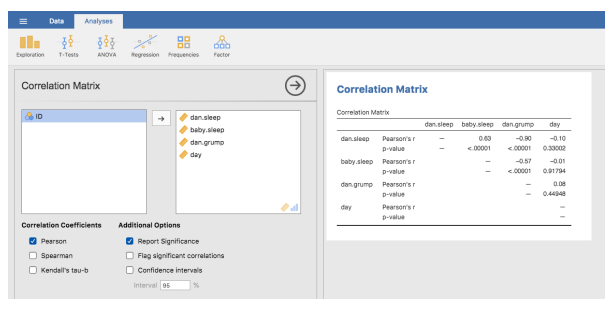 Data Analyses
Exploration T-Tests ANOVA Regression Frequencies Factor
Correlation Matrix
ID
dan.sleep
baby.sleep
dan.grump
day
Correlation Coefficients Additional Options
Pearson Report Significance
Spearman Flag significant correlations
Kendall's tau-b Confidence intervals
Interval 95 %
Correlation Matrix
Correlation Matrix
dan.sleep baby.sleep dan.grump day
dan.sleep Pearson's r — 0.63 −0.90 −0.10
p-value — <.00001 <.00001 0.33002
baby.sleep Pearson's r — −0.57 −0.01
p-value — <.00001 0.91794
dan.grump Pearson's r — 0.08
p-value — 0.44948
day Pearson's r —
p-value —